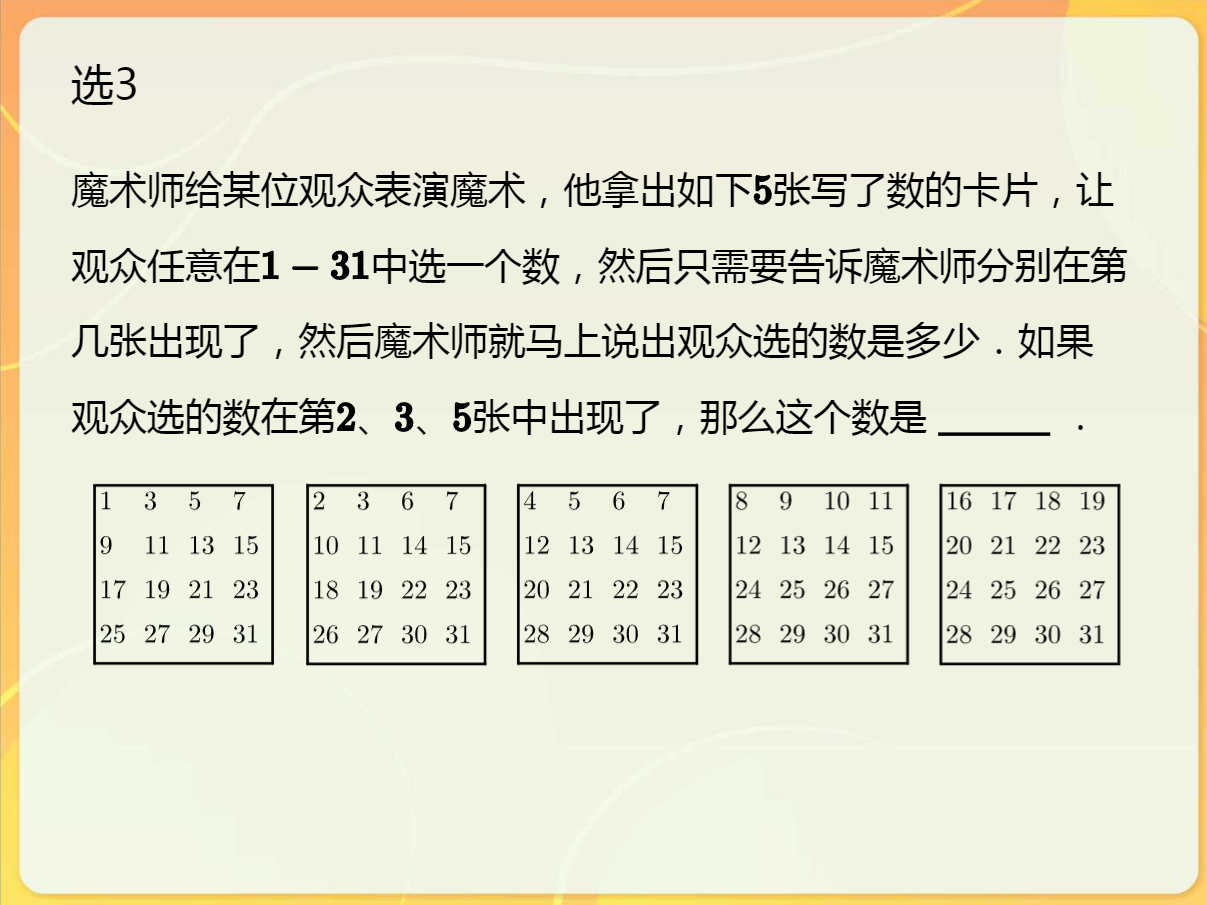 选3
魔术师给某位观众表演魔术，他拿出如下5张写了数的卡片，让
观众任意在1－31中选一个数，然后只需要告诉魔术师分别在第
几张出现了，然后魔术师就马上说出观众选的数是多少．如果
观众选的数在第2、3、5张中出现了，那么这个数是 ______ ．
1 3 5 7
9 11 13 15
17 19 21 23
25 27 29 31
2 3 6 7
10 11 14 15
18 19 22 23
26 27 30 31
4 5 6 7
12 13 14 15
20 21 22 23
28 29 30 31
8 9 10 11
12 13 14 15
24 25 26 27
28 29 30 31
16 17 18 19
20 21 22 23
24 25 26 27
28 29 30 31